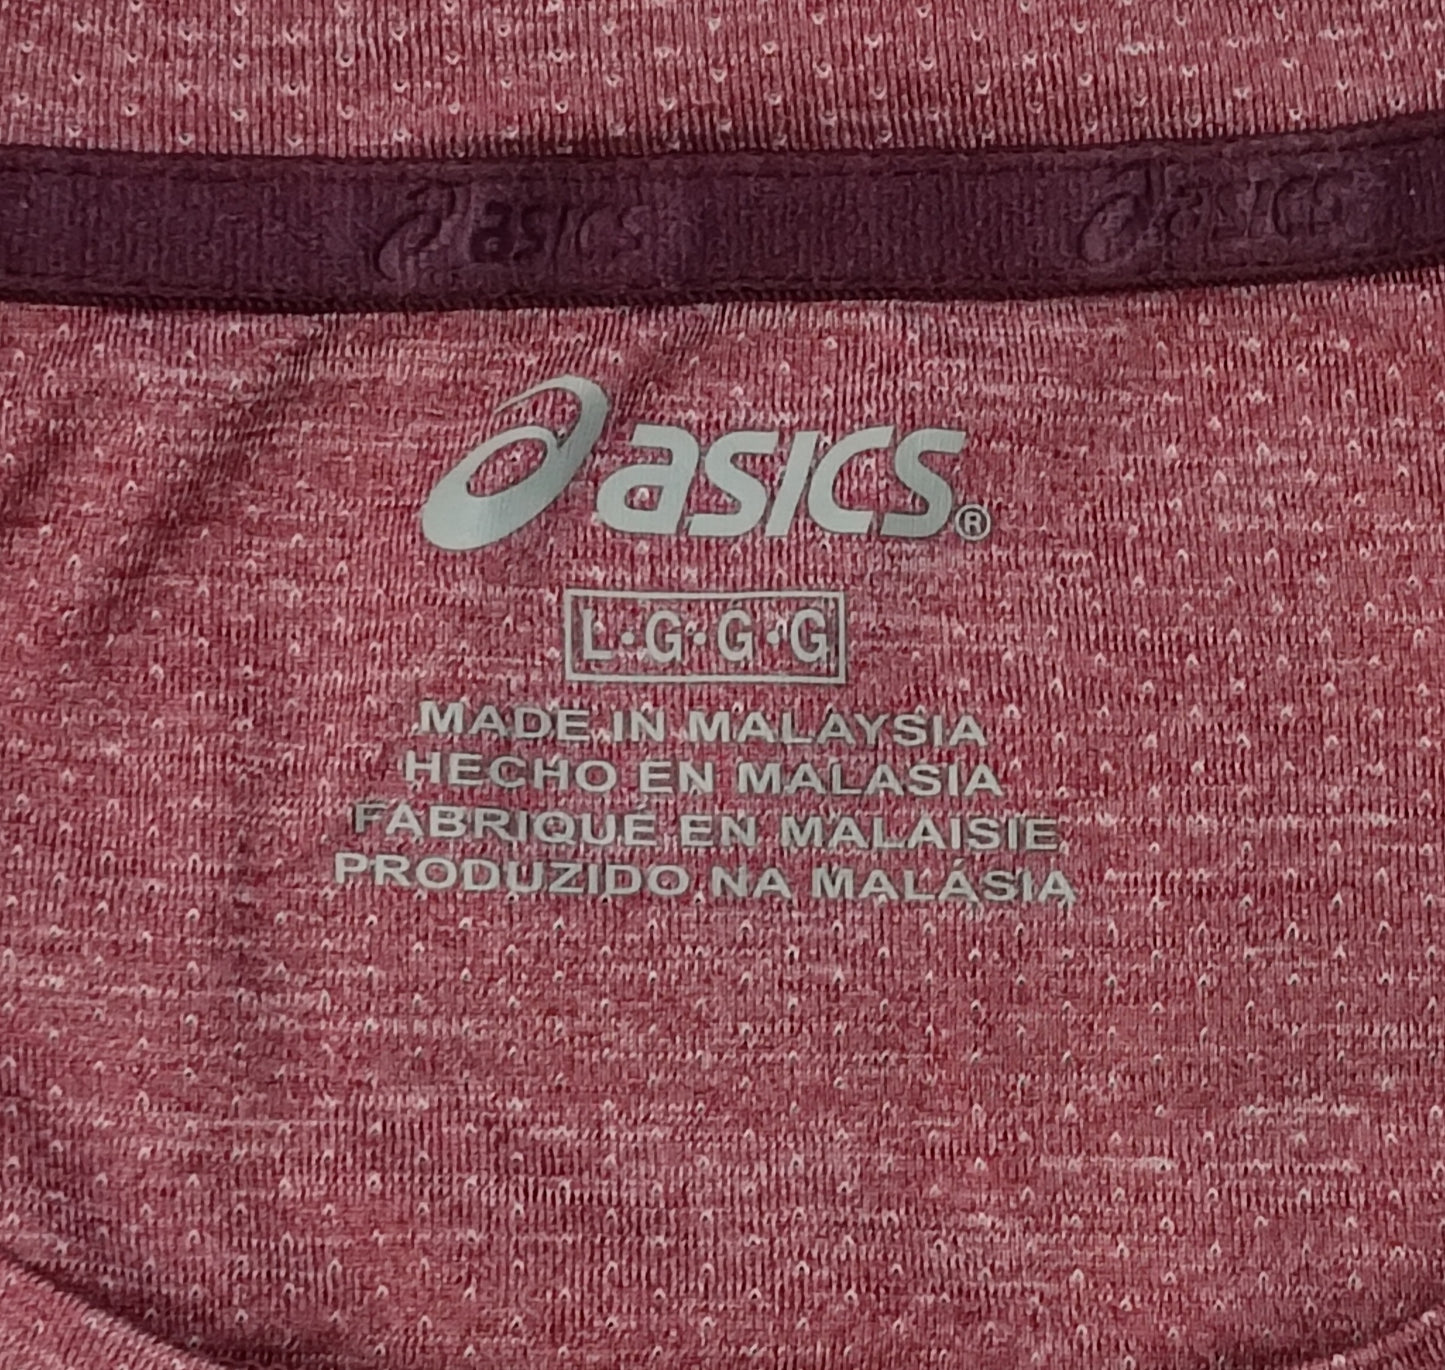 asics asics
asics®
L·G·G·G
MADE IN MALAYSIA
HECHO EN MALASIA
FABRIQUÉ EN MALAISIE
PRODUZIDO NA MALÁSIA